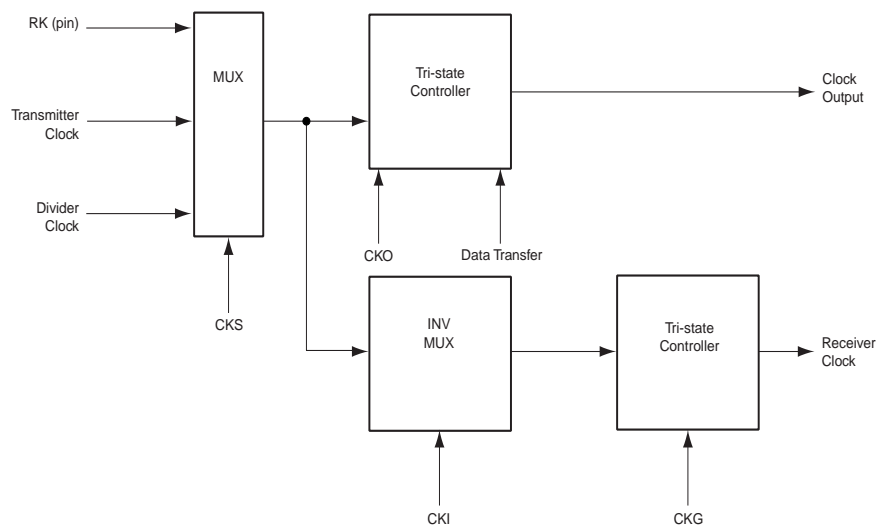 RK (pin)
MUX
Tri-state
Controller
Clock
Output
Transmitter
Clock
Divider
Clock
CKO
Data Transfer
CKS
INV
MUX
Tri-state
Controller
Receiver
Clock
CKI
CKG